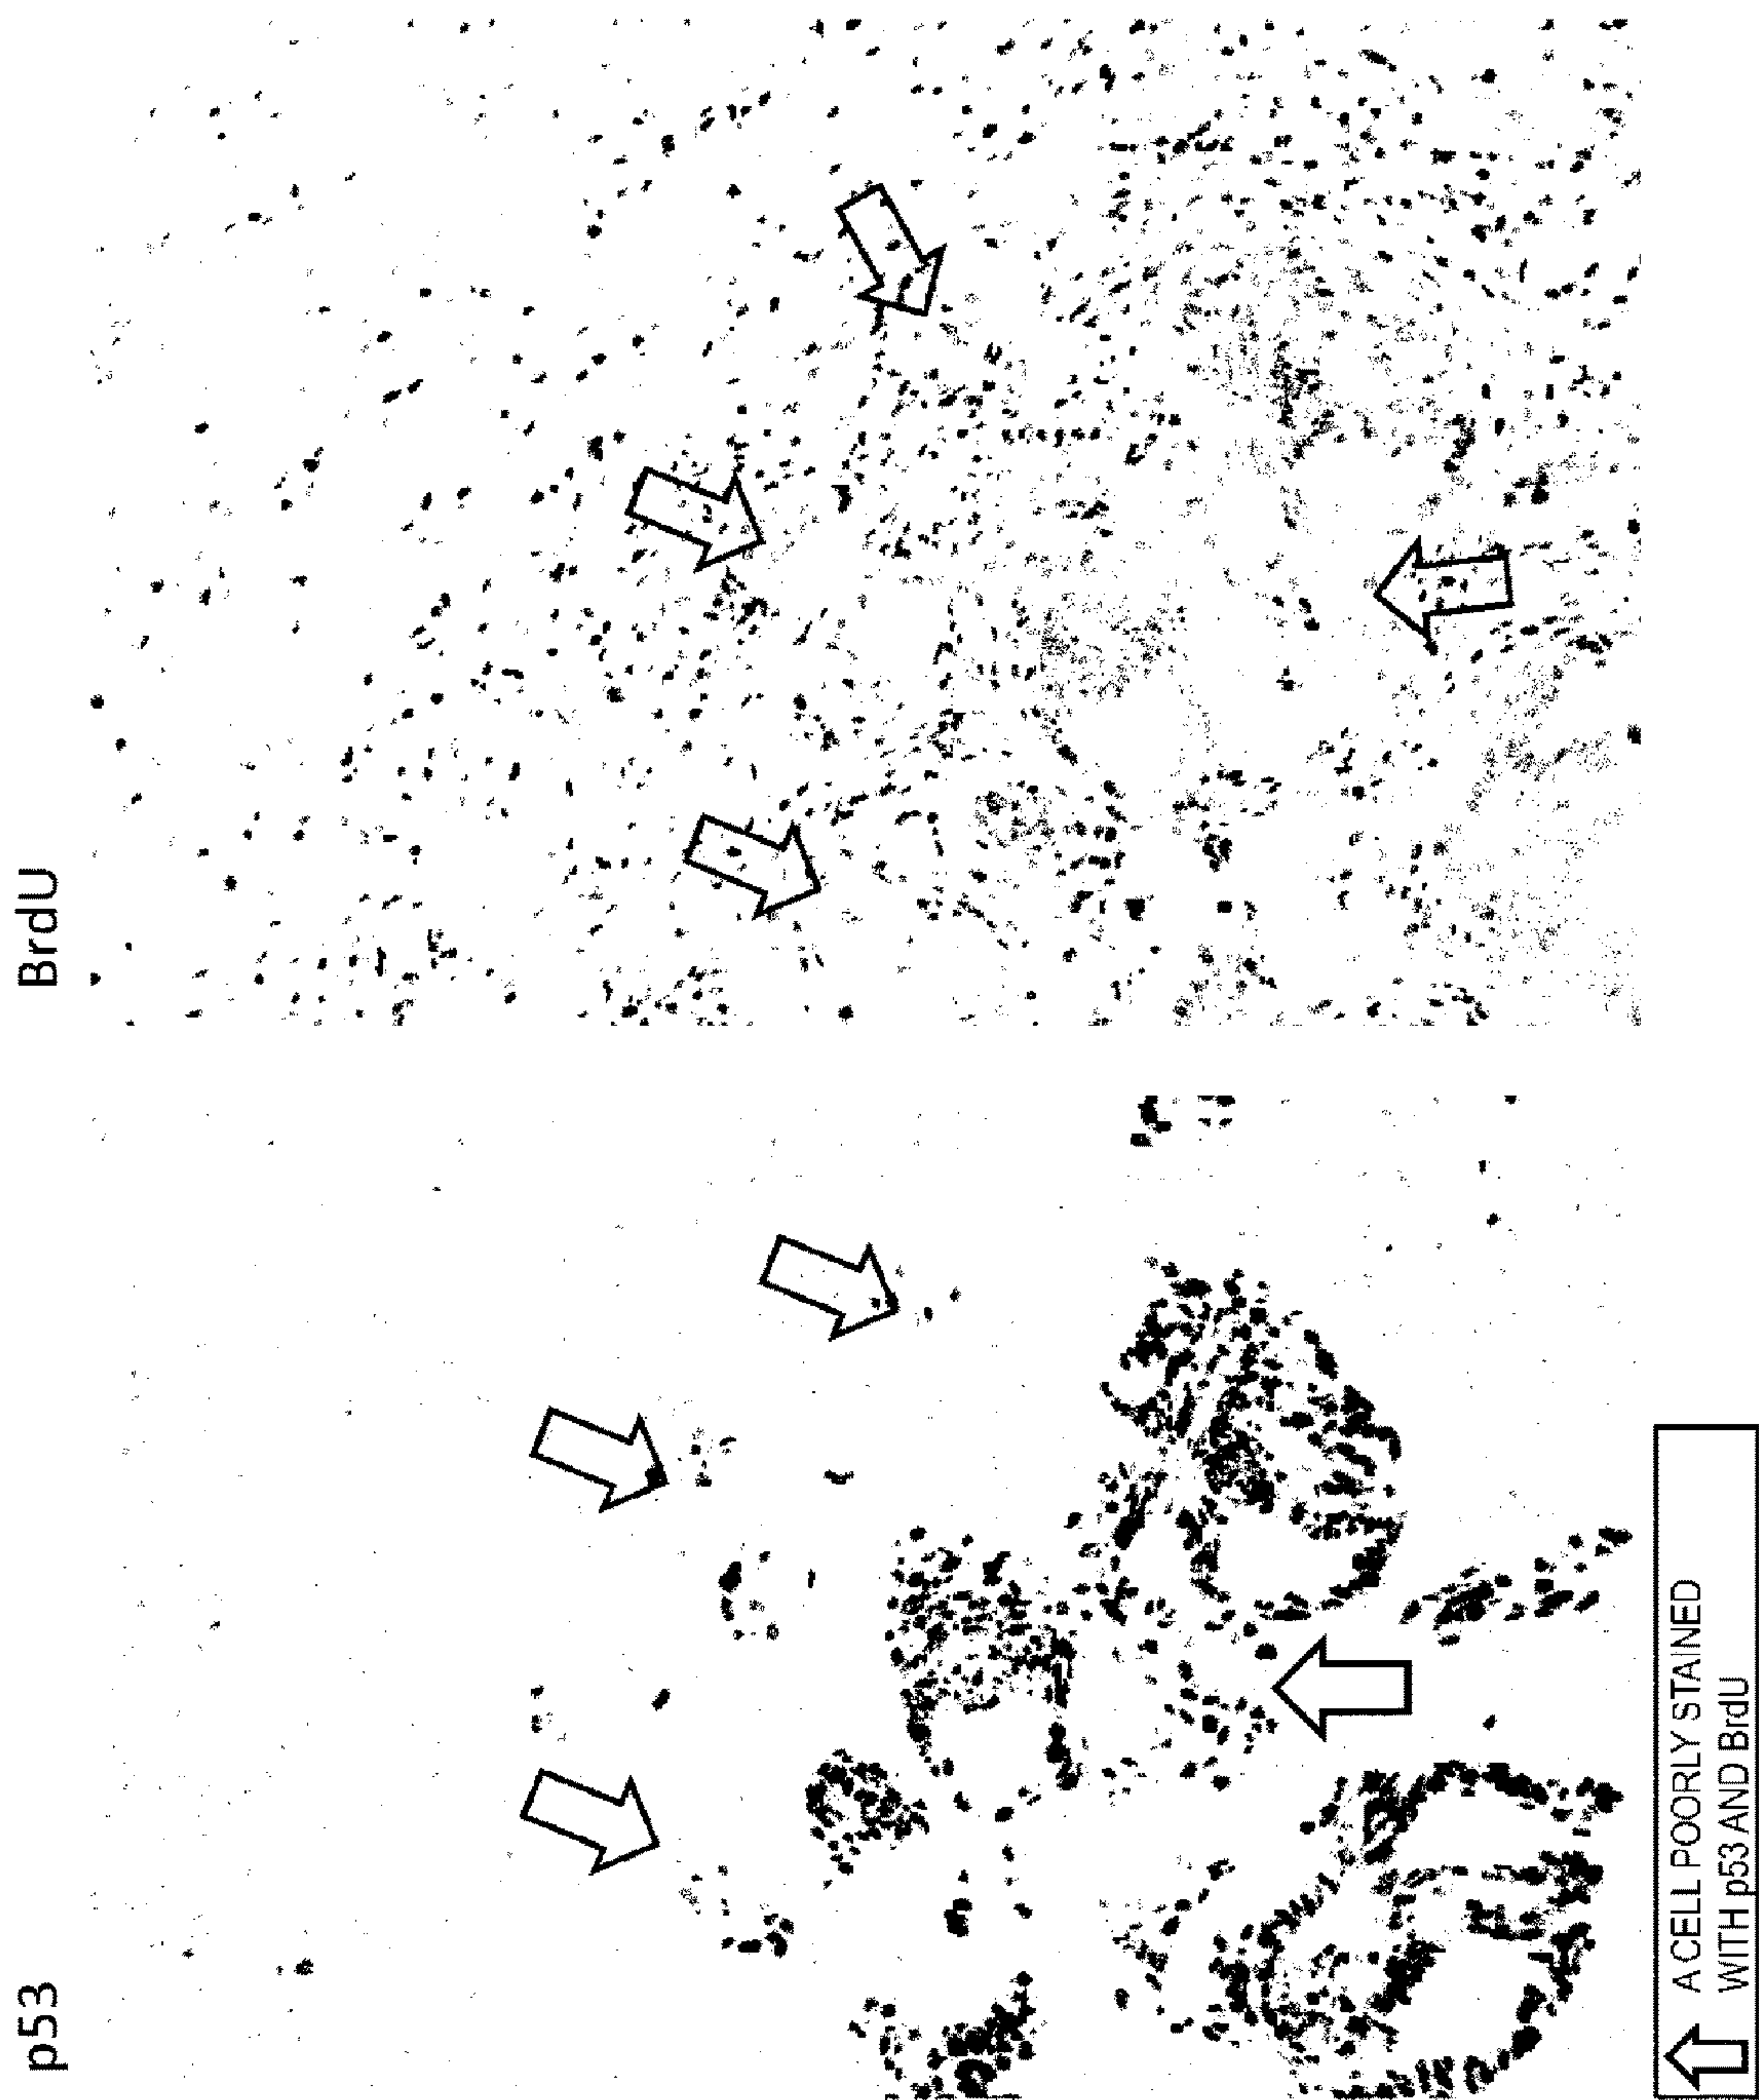 p53
BrdU
A CELL POORLY STAINED
WITH p53 AND BrdU